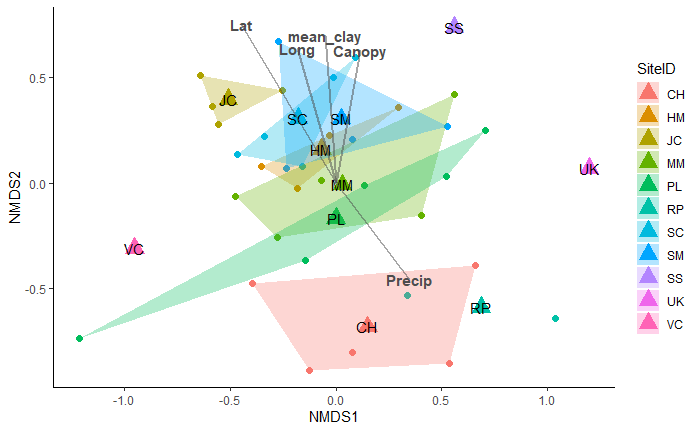 Lat
mean_clay
Long
Canopy
SS
JC
SC
SM
HM
UK
MM
PL
VC
Precip
RP
CH
0.5
0.0
-0.5
NMDS2
-1.0 -0.5 0.0 0.5 1.0
NMDS1
SiteID
CH
HM
JC
MM
PL
RP
SC
SM
SS
UK
VC